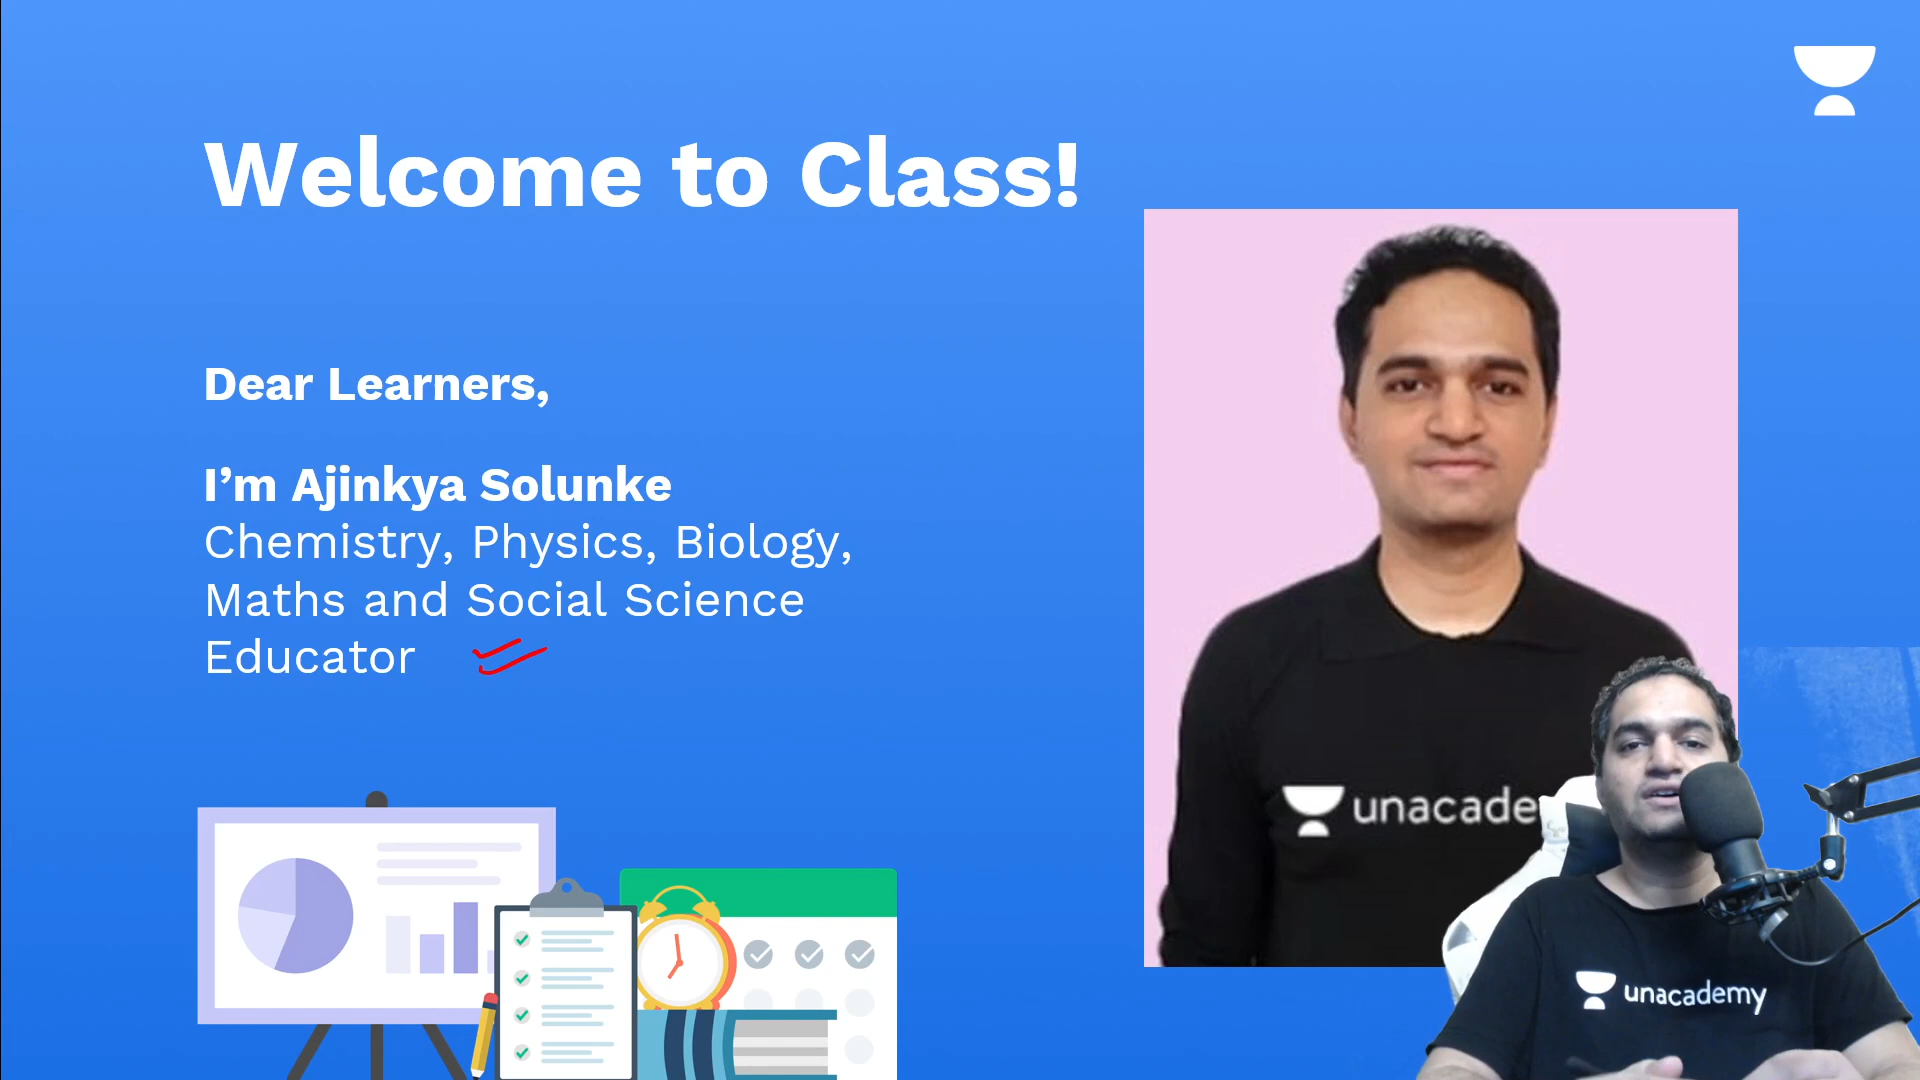 Welcome to Class!
Dear Learners,
I’m Ajinkya Solunke
Chemistry, Physics, Biology,
Maths and Social Science
Educator
unacade
unacademy